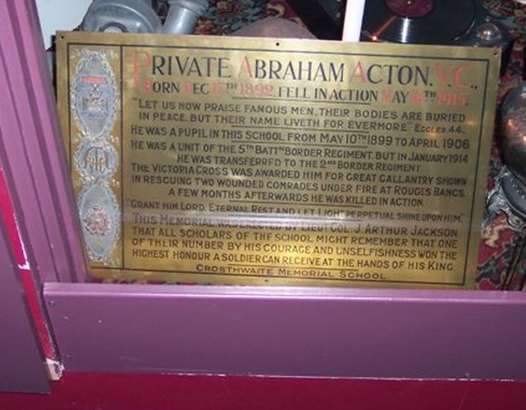 PRIVATE ABRAHAM ACTON. V.C.,
BORN DEC 17TH 1892. FELL IN ACTION MAY 16TH 1915.
"LET US NOW PRAISE FAMOUS MEN, THEIR BODIES ARE BURIED
IN PEACE, BUT THEIR NAME LIVETH FOR EVERMORE" Eccles 44.
HE WAS A PUPIL IN THIS SCHOOL FROM MAY 10TH 1899 TO APRIL 1906
HE WAS A UNIT OF THE 5TH BATTN BORDER REGIMENT, BUT IN JANUARY 1914
HE WAS TRANSFERRED TO THE 2ND BORDER REGIMENT
THE VICTORIA CROSS WAS AWARDED HIM FOR GREAT GALLANTRY SHOWN
IN RESCUING TWO WOUNDED COMRADES UNDER FIRE AT ROUGES BANCS,
A FEW MONTHS AFTERWARDS HE WAS KILLED IN ACTION.
"GRANT HIM LORD, ETERNAL REST AND LET LIGHT PERPETUAL SHINE UPON HIM"
THIS MEMORIAL WAS ERECTED BY LIEUT COL J. ARTHUR JACKSON
THAT ALL SCHOLARS OF THE SCHOOL MIGHT REMEMBER THAT ONE
OF THEIR NUMBER BY HIS COURAGE AND UNSELFISHNESS WON THE
HIGHEST HONOUR A SOLDIER CAN RECEIVE AT THE HANDS OF HIS KING
CROSTHWAITE MEMORIAL SCHOOL.